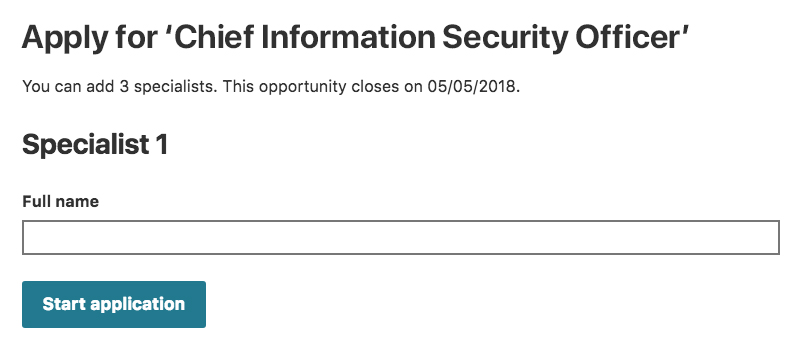 Apply for ‘Chief Information Security Officer’
You can add 3 specialists. This opportunity closes on 05/05/2018.
Specialist 1
Full name
Start application